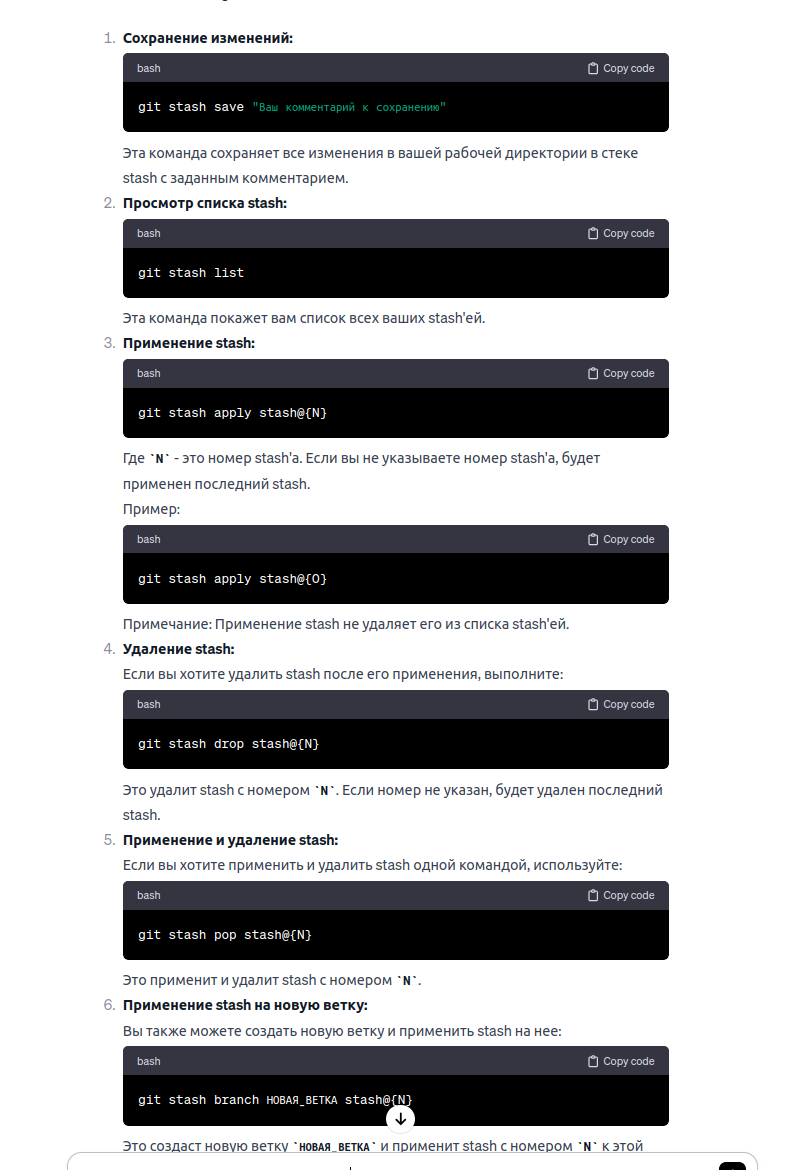 1. Сохранение изменений:
bash Copy code
git stash save "Ваш комментарий к сохранению"
Эта команда сохраняет все изменения в вашей рабочей директории в стеке
stash с заданным комментарием.
2. Просмотр списка stash:
bash Copy code
git stash list
Эта команда покажет вам список всех ваших stash'ей.
3. Применение stash:
bash Copy code
git stash apply stash@{N}
Где `N` - это номер stash'а. Если вы не указываете номер stash'а, будет
применен последний stash.
Пример:
bash Copy code
git stash apply stash@{0}
Примечание: Применение stash не удаляет его из списка stash'ей.
4. Удаление stash:
Если вы хотите удалить stash после его применения, выполните:
bash Copy code
git stash drop stash@{N}
Это удалит stash с номером `N`. Если номер не указан, будет удален последний
stash.
5. Применение и удаление stash:
Если вы хотите применить и удалить stash одной командой, используйте:
bash Copy code
git stash pop stash@{N}
Это применит и удалит stash с номером `N`.
6. Применение stash на новую ветку:
Вы также можете создать новую ветку и применить stash на нее:
bash Copy code
git stash branch НОВАЯ_ВЕТКА stash@{N}
Это создаст новую ветку `НОВАЯ_ВЕТКА` и применит stash с номером `N` к этой